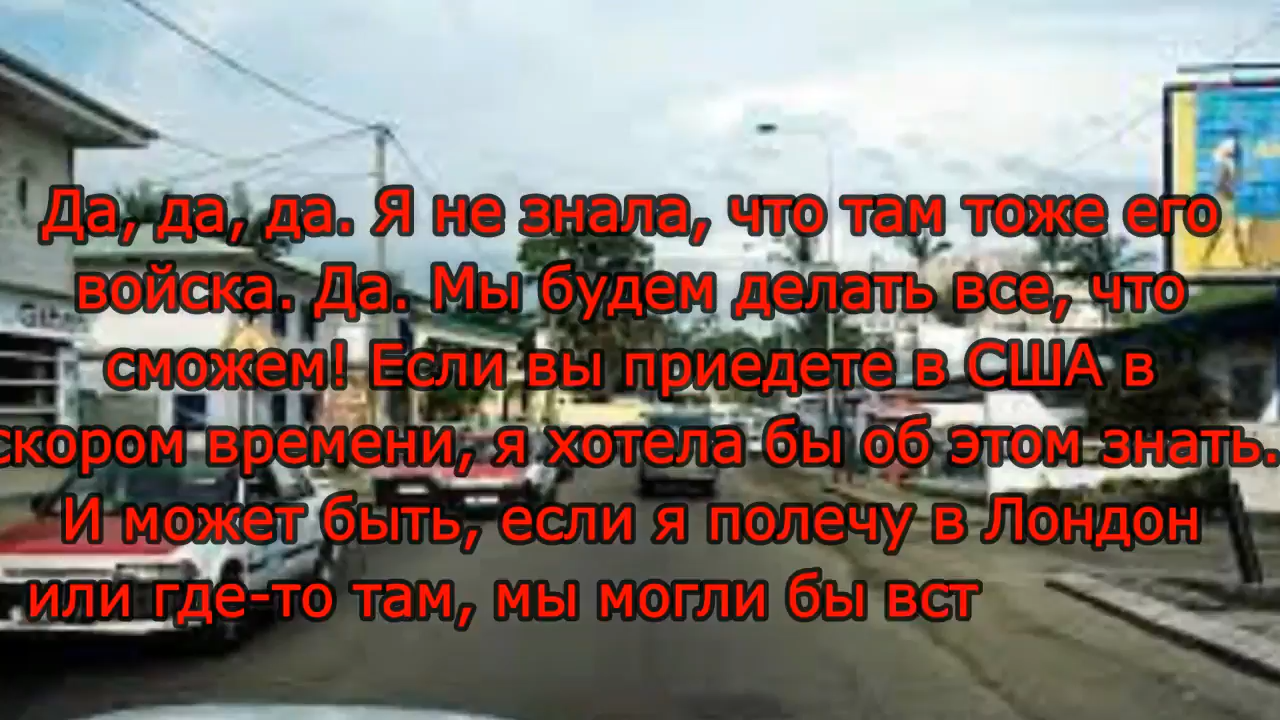 Да, да, да. Я не знала, что там тоже его
войска. Да. Мы будем делать все, что
сможем! Если вы приедете в США в
скором времени, я хотела бы об этом знать.
И может быть, если я полечу в Лондон
или где-то там, мы могли бы вст